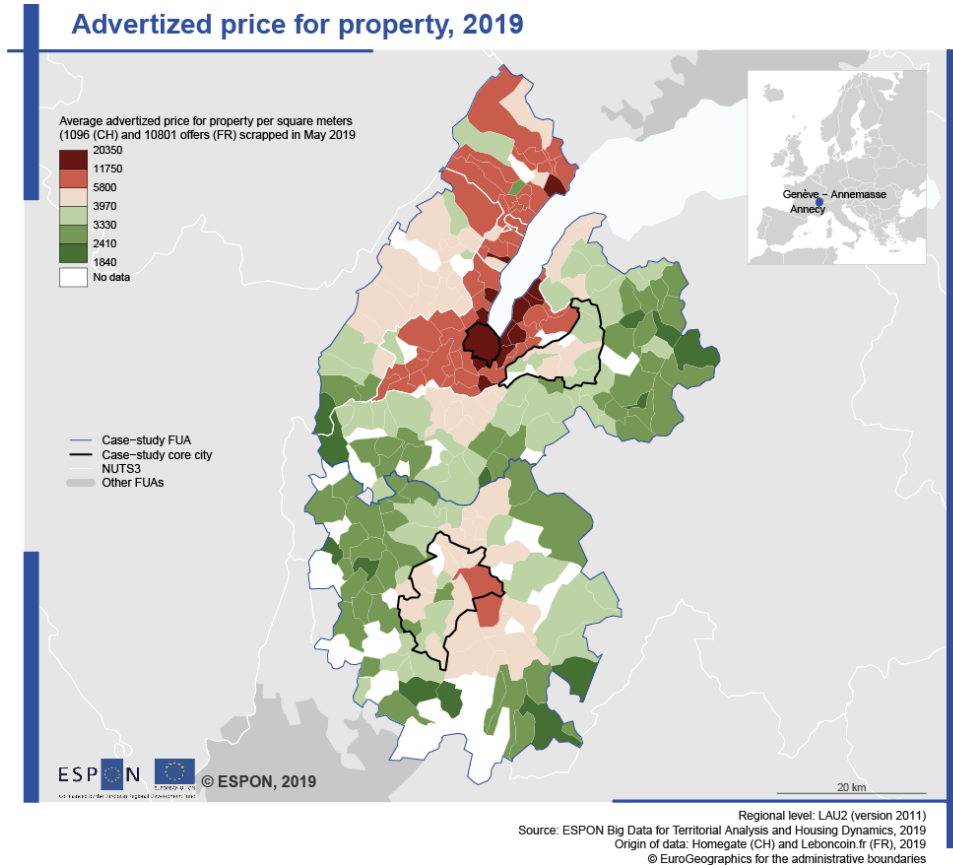 Advertized price for property, 2019
Average advertized price for property per square meters
(1096 (CH) and 10801 offers (FR) scrapped in May 2019
20350
11750
5800
3970
3330
2410
1840
No data
Genève - Annemasse
Annecy
Case-study FUA
Case-study core city
NUTS3
Other FUAs
ESPON
© ESPON, 2019
20 km
Regional level: LAU2 (version 2011)
Source: ESPON Big Data for Territorial Analysis and Housing Dynamics, 2019
Origin of data: Homegate (CH) and Leboncoin.fr (FR), 2019
© EuroGeographics for the administrative boundaries